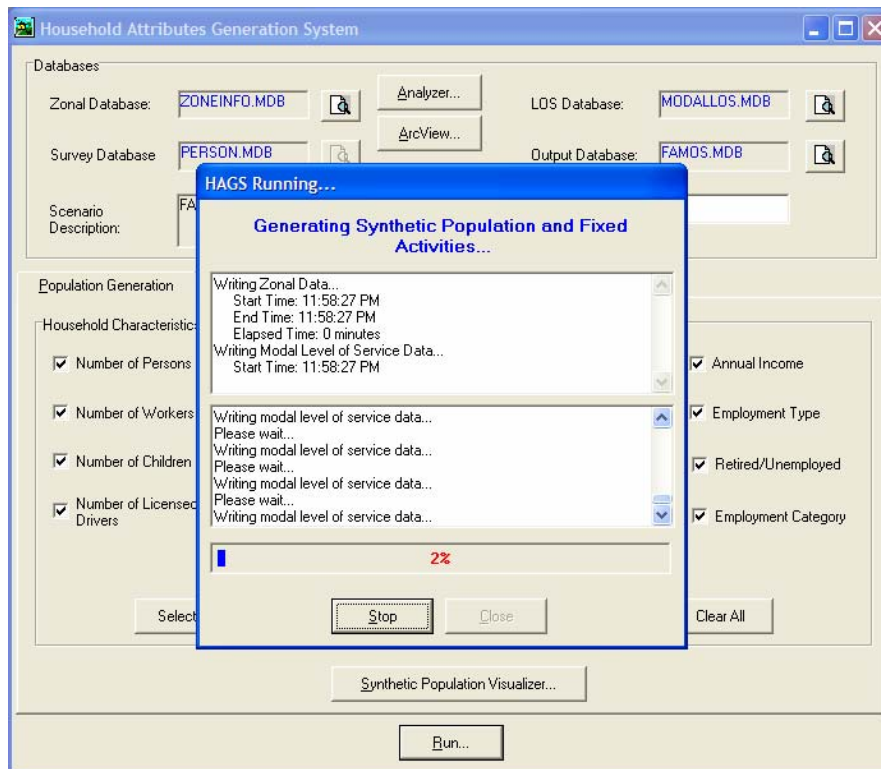 Household Attributes Generation System
Databases
Zonal Database:
ZONEINFO.MDB
Analyzer...
LOS Database:
MODALLOS.MDB
ArcView...
Survey Database
PERSON.MDB
Output Database:
FAMOS.MDB
Scenario
Description:
FA
HAGS Running...
Generating Synthetic Population and Fixed
Activities...
Writing Zonal Data...
Start Time: 11:58:27 PM
End Time: 11:58:27 PM
Elapsed Time: 0 minutes
Writing Modal Level of Service Data...
Start Time: 11:58:27 PM
Writing modal level of service data...
Please wait...
Writing modal level of service data...
Please wait...
Writing modal level of service data...
Please wait...
Writing modal level of service data...
2%
Stop
Close
Population Generation
Household Characteristic
Number of Persons
Annual Income
Number of Workers
Employment Type
Number of Children
Retired/Unemployed
Number of Licensed
Drivers
Employment Category
Select
Clear All
Synthetic Population Visualizer...
Run...